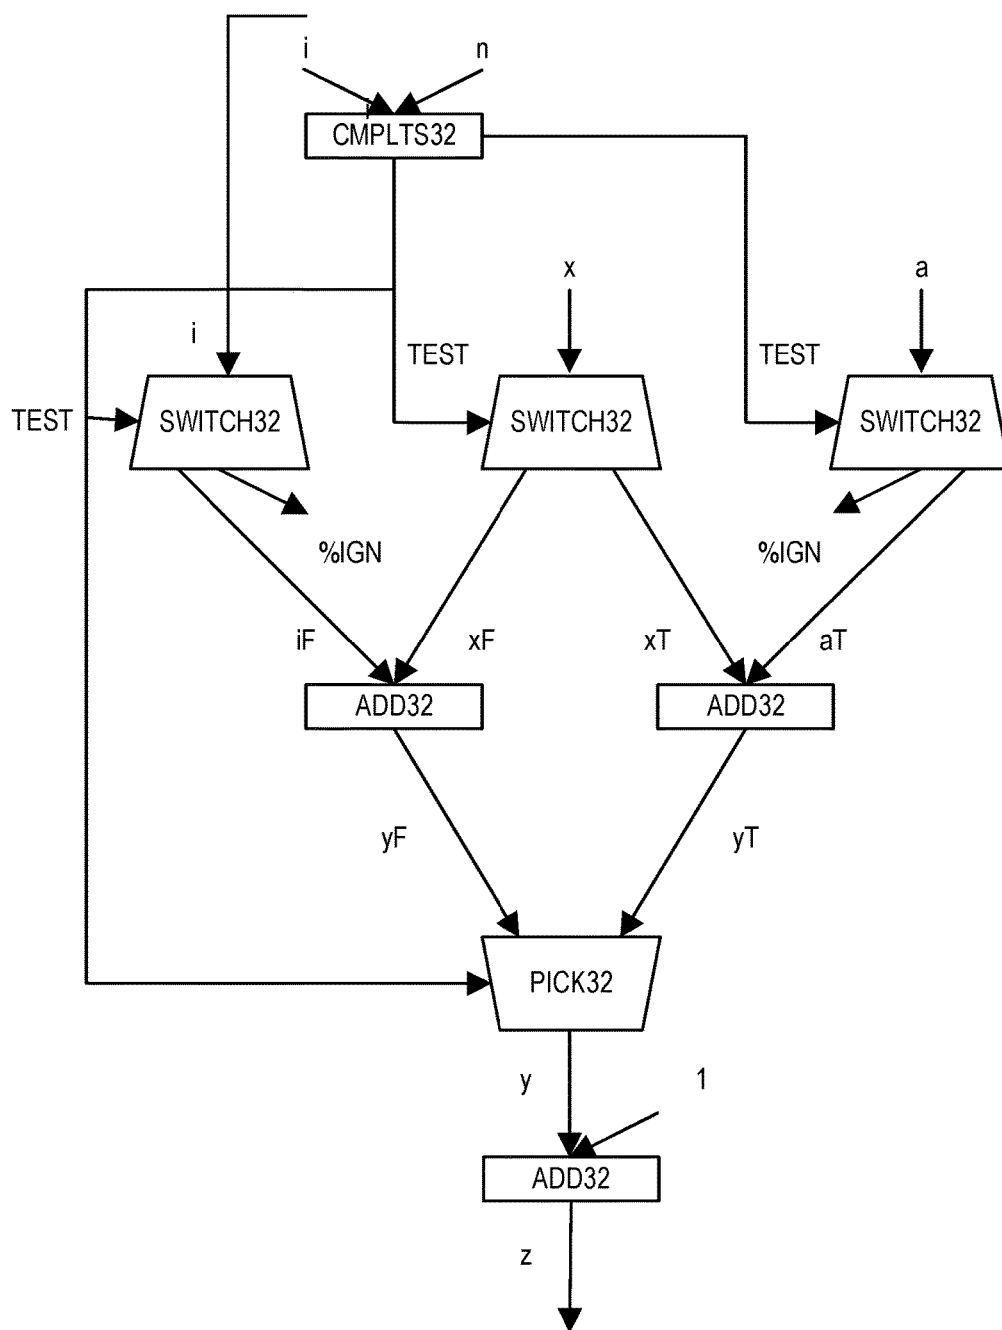 i
n
CMPLTS32
x
a
i
TEST
TEST
TEST
SWITCH32
SWITCH32
SWITCH32
%IGN
%IGN
iF
xF
xT
aT
ADD32
ADD32
yF
yT
PICK32
y
1
ADD32
z